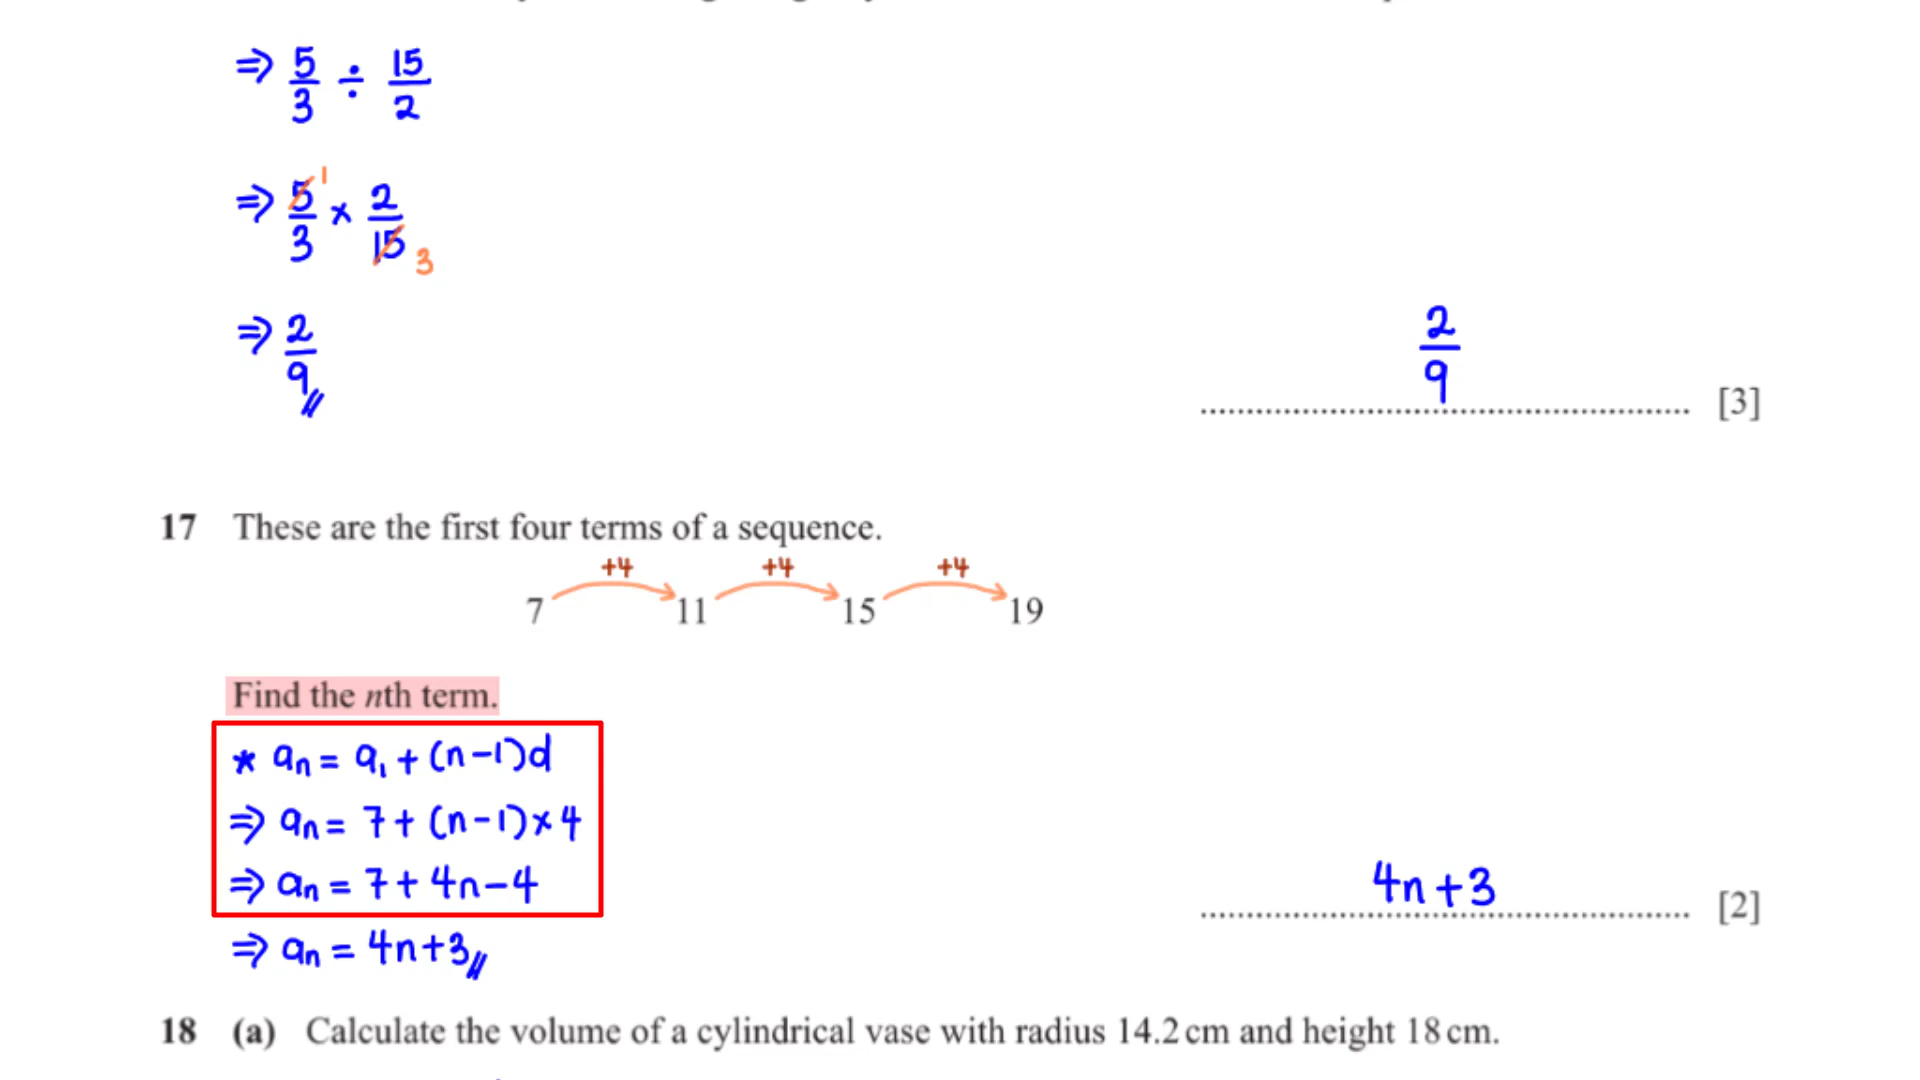 ⇒ 5/3 ÷ 15/2
⇒ 5/3 1 × 2/15 3
⇒ 2/9
2/9
[3]
17 These are the first four terms of a sequence.
+4 +4 +4
7 11 15 19
Find the nth term.
* aₙ = a₁ + (n-1)d
⇒ aₙ = 7 + (n-1) × 4
⇒ aₙ = 7 + 4n - 4
4n + 3
[2]
⇒ aₙ = 4n + 3
18 (a) Calculate the volume of a cylindrical vase with radius 14.2 cm and height 18 cm.